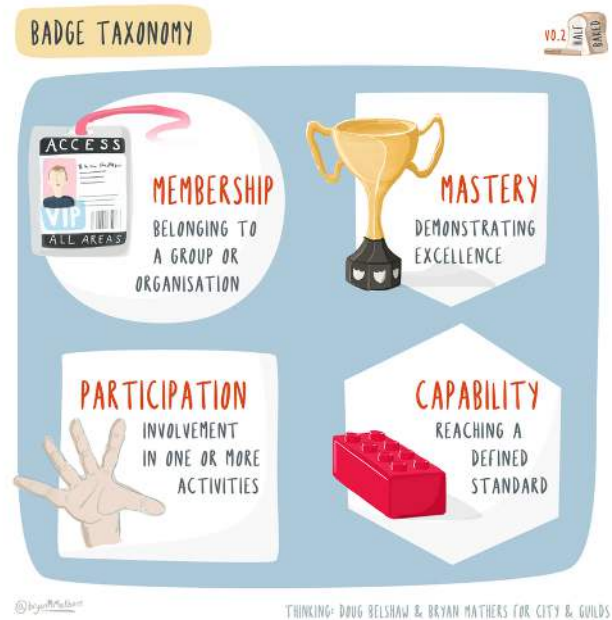 BADGE TAXONOMY
V0.2
HALF
BAKED
ACCESS
VIP
ALL AREAS
MEMBERSHIP
BELONGING TO
A GROUP OR
ORGANISATION
MASTERY
DEMONSTRATING
EXCELLENCE
PARTICIPATION
INVOLVEMENT
IN ONE OR MORE
ACTIVITIES
CAPABILITY
REACHING A
DEFINED
STANDARD
@bryanMMathers
THINKING: DOUG BELSHAW & BRYAN MATHERS FOR CITY & GUILDS